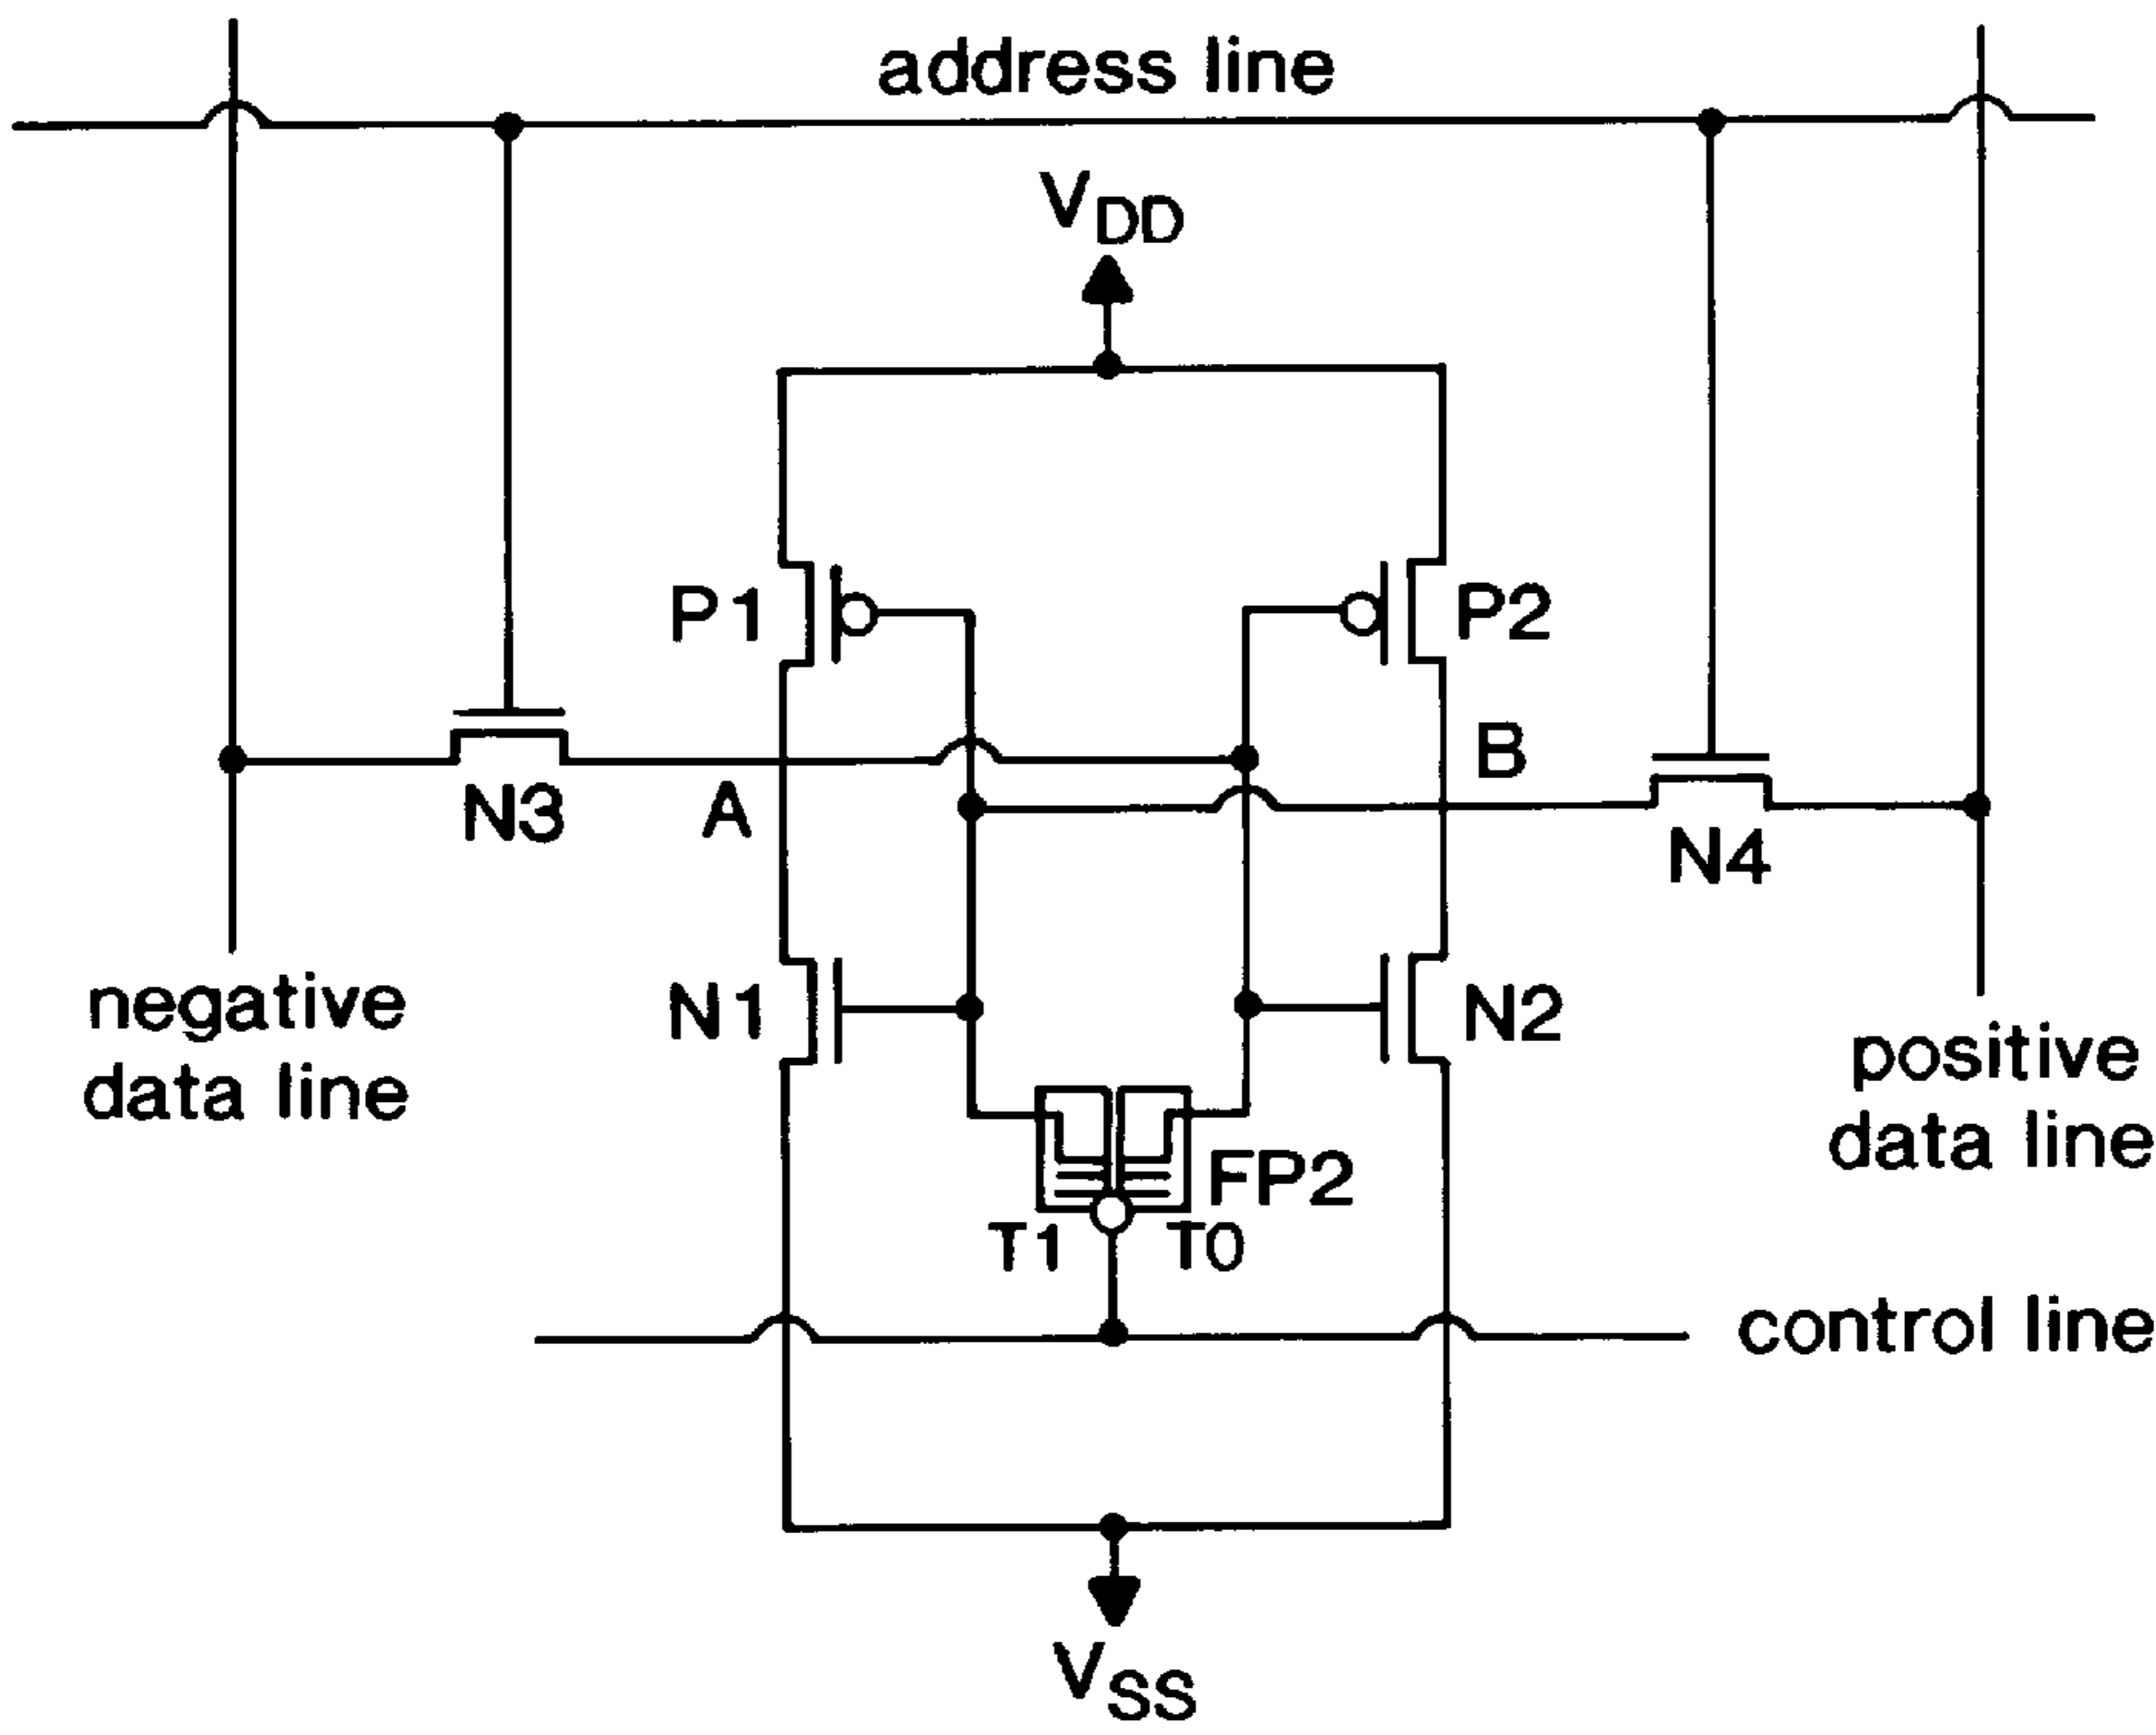 address line
VDD
P1
P2
B
N3
A
N4
N1
N2
negative
data line
positive
data line
FP2
T1
T0
control line
VSS